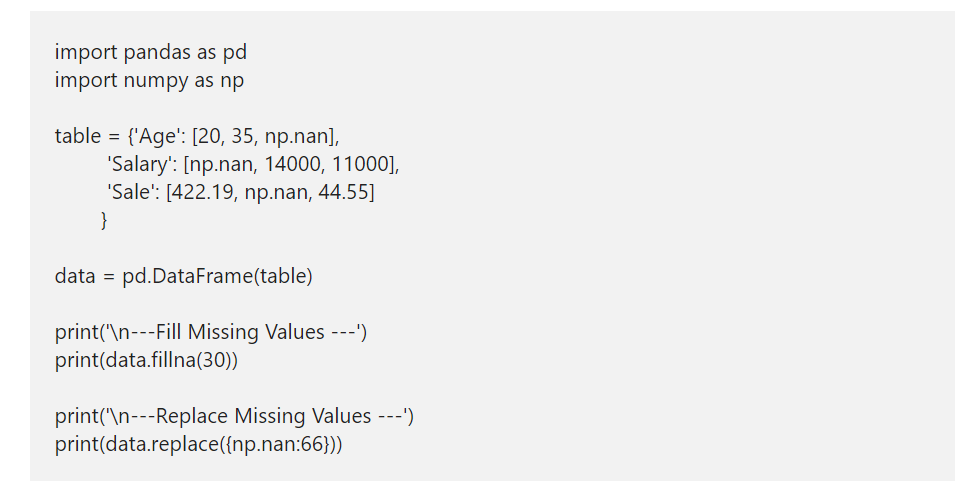 import pandas as pd
import numpy as np
table = {'Age': [20, 35, np.nan],
'Salary': [np.nan, 14000, 11000],
'Sale': [422.19, np.nan, 44.55]
}
data = pd.DataFrame(table)
print('\n---Fill Missing Values ---')
print(data.fillna(30))
print('\n---Replace Missing Values ---')
print(data.replace({np.nan:66}))